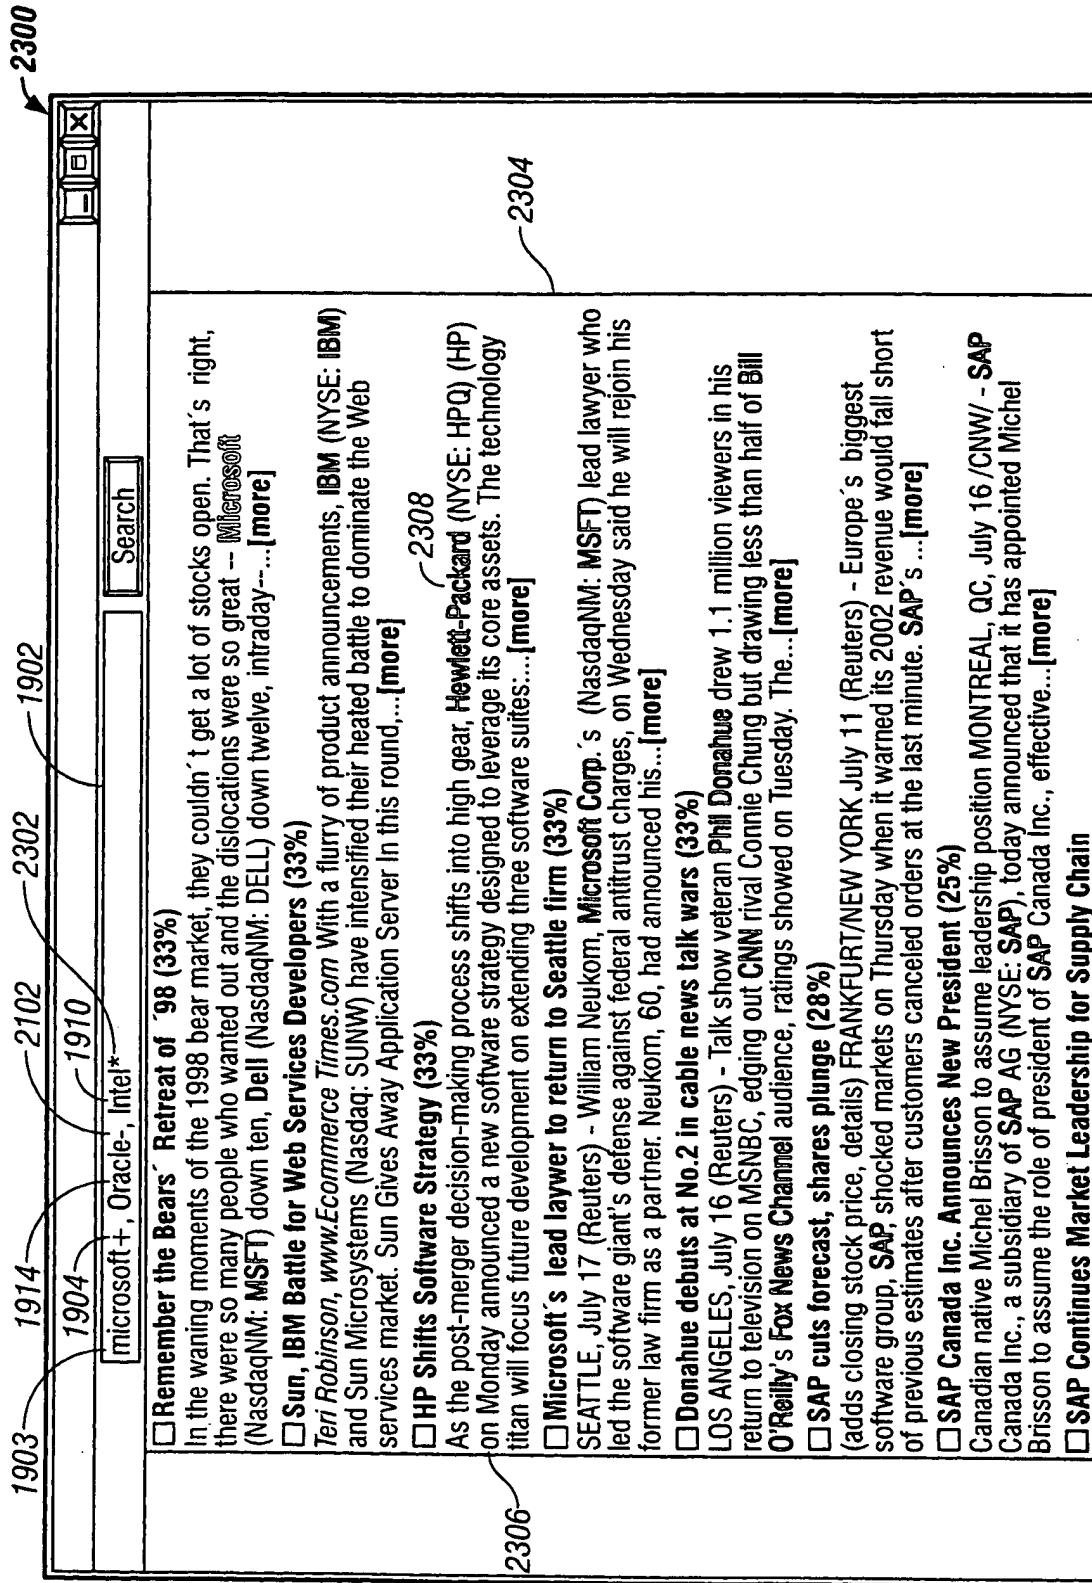 2300
1903
1914
2102
2302
1902
1904
1910
microsoft+, Oracle-, Intel*
Search
☐ Remember the Bears´ Retreat of ´98 (33%)
In the waning moments of the 1998 bear market, they couldn´t get a lot of stocks open. That´s right,
there were so many people who wanted out and the dislocations were so great -- Microsoft
(NasdaqNM: MSFT) down ten, Dell (NasdaqNM: DELL) down twelve, intraday--...[more]
☐ Sun, IBM Battle for Web Services Developers (33%)
Teri Robinson, www.Ecommerce Times.com With a flurry of product announcements, IBM (NYSE: IBM)
and Sun Microsystems (Nasdaq: SUNW) have intensified their heated battle to dominate the Web
services market. Sun Gives Away Application Server In this round,...[more]
☐ HP Shifts Software Strategy (33%)
2308
As the post-merger decision-making process shifts into high gear, Hewlett-Packard (NYSE: HPQ) (HP)
on Monday announced a new software strategy designed to leverage its core assets. The technology
titan will focus future development on extending three software suites:...[more]
2304
2306
☐ Microsoft´s lead laywer to return to Seattle firm (33%)
SEATTLE, July 17 (Reuters) - William Neukom, Microsoft Corp.´s (NasdaqNM: MSFT) lead lawyer who
led the software giant´s defense against federal antitrust charges, on Wednesday said he will rejoin his
former law firm as a partner. Neukom, 60, had announced his...[more]
☐ Donahue debuts at No.2 in cable news talk wars (33%)
LOS ANGELES, July 16 (Reuters) - Talk show veteran Phil Donahue drew 1.1 million viewers in his
return to television on MSNBC, edging out CNN rival Connie Chung but drawing less than half of Bill
O'Reilly's Fox News Channel audience, ratings showed on Tuesday. The...[more]
☐ SAP cuts forecast, shares plunge (28%)
(adds closing stock price, details) FRANKFURT/NEW YORK July 11 (Reuters) - Europe´s biggest
software group, SAP, shocked markets on Thursday when it warned its 2002 revenue would fall short
of previous estimates after customers canceled orders at the last minute. SAP´s ...[more]
☐ SAP Canada Inc. Announces New President (25%)
Canadian native Michel Brisson to assume leadership position MONTREAL, QC, July 16 /CNW/ - SAP
Canada Inc., a subsidiary of SAP AG (NYSE: SAP), today announced that it has appointed Michel
Brisson to assume the role of president of SAP Canada Inc., effective...[more]
☐ SAP Continues Market Leadership for Supply Chain